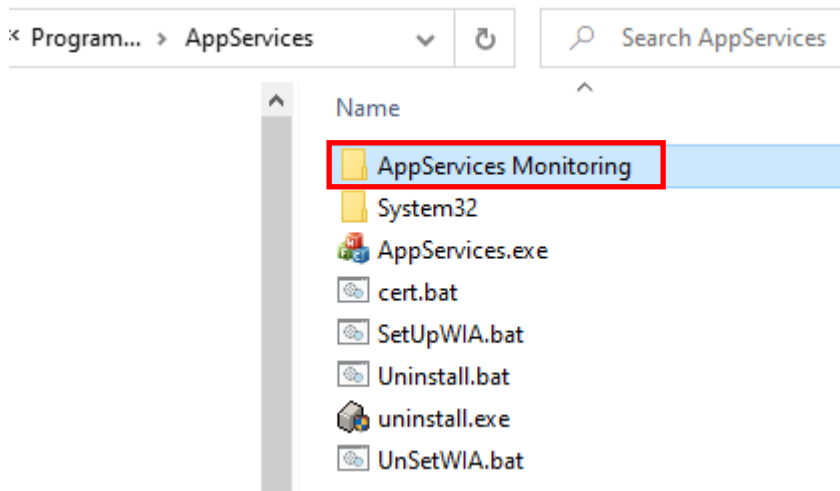 « Program... > AppServices
Search AppServices
Name
AppServices Monitoring
System32
AppServices.exe
cert.bat
SetUpWIA.bat
Uninstall.bat
uninstall.exe
UnSetWIA.bat